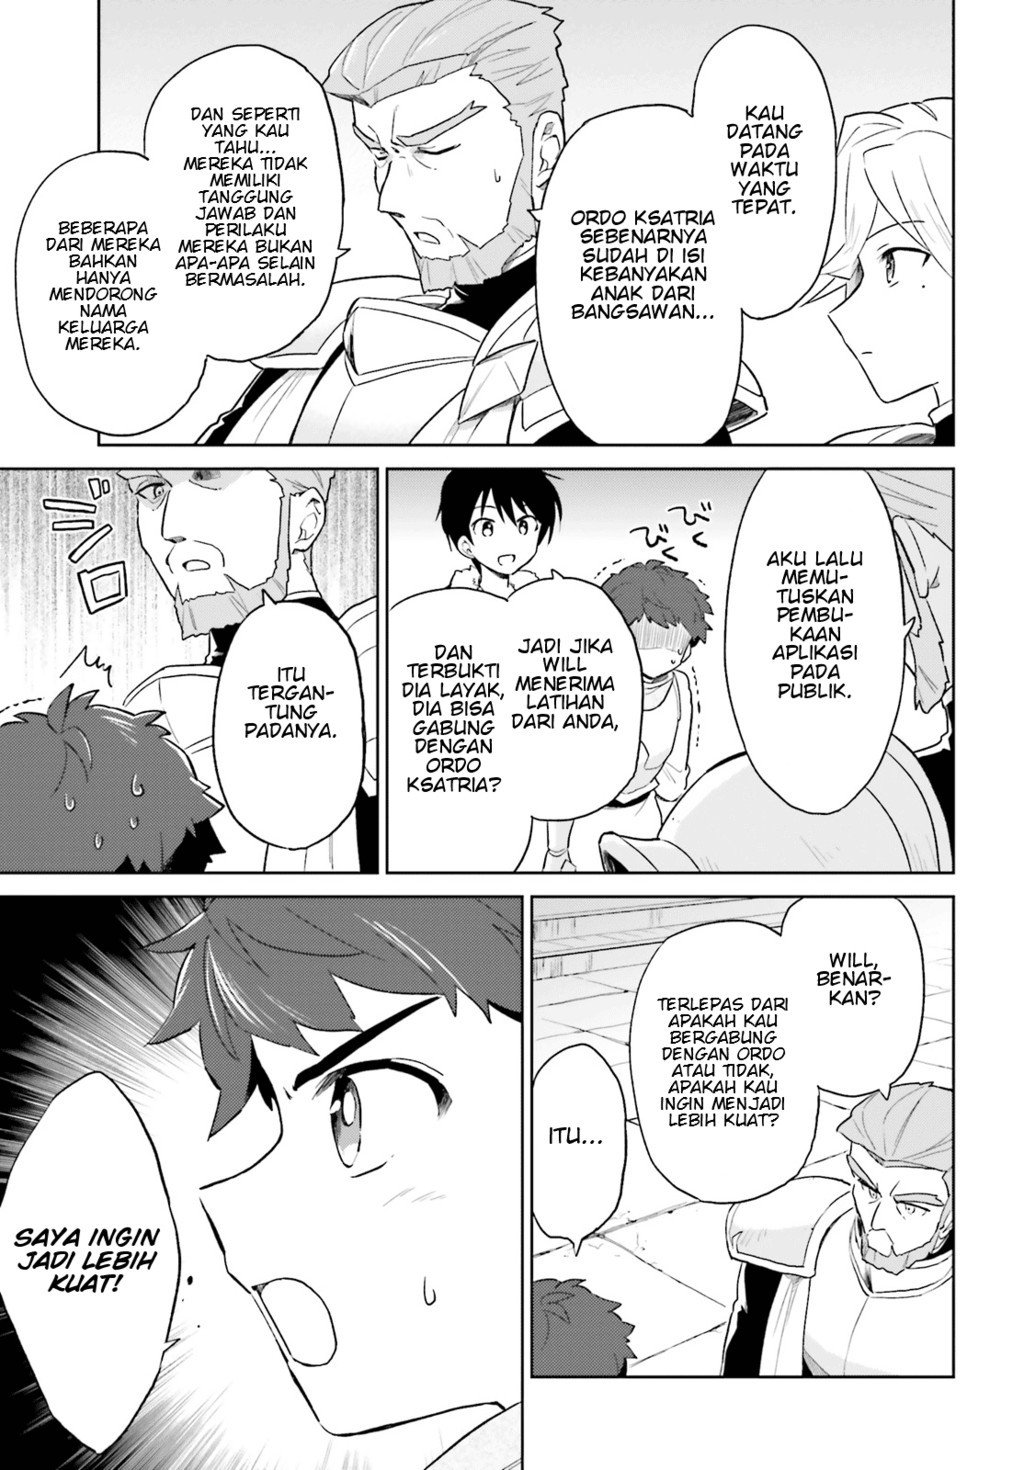 KAU
DATANG
PADA
WAKTU
YANG
TEPAT.
ORDO KSATRIA
SEBENARNYA
SUDAH DI ISI
KEBANYAKAN
ANAK DARI
BANGSAWAN...
DAN SEPERTI
YANG KAU
TAHU...
MEREKA TIDAK
MEMILIKI
TANGGUNG
JAWAB DAN
PERILAKU
MEREKA BUKAN
APA-APA SELAIN
BERMASALAH.
BEBERAPA
DARI MEREKA
BAHKAN
HANYA
MENDORONG
NAMA
KELUARGA
MEREKA.
AKU LALU
MEMU-
TUSKAN
PEMBU-
KAAN
APLIKASI
PADA
PUBLIK.
びくびく
JADI JIKA
WILL
MENERIMA
LATIHAN
DARI ANDA,
DAN
TERBUKTI
DIA LAYAK,
DIA BISA
GABUNG
DENGAN
ORDO
KSATRIA?
ITU
TERGAN-
TUNG
PADANYA.
WILL,
BENAR-
KAN?
TERLEPAS DARI
APAKAH KAU
BERGABUNG
DENGAN ORDO
ATAU TIDAK,
APAKAH KAU
INGIN MENJADI
LEBIH KUAT?
ITU...
SAYA INGIN
JADI LEBIH
KUAT!